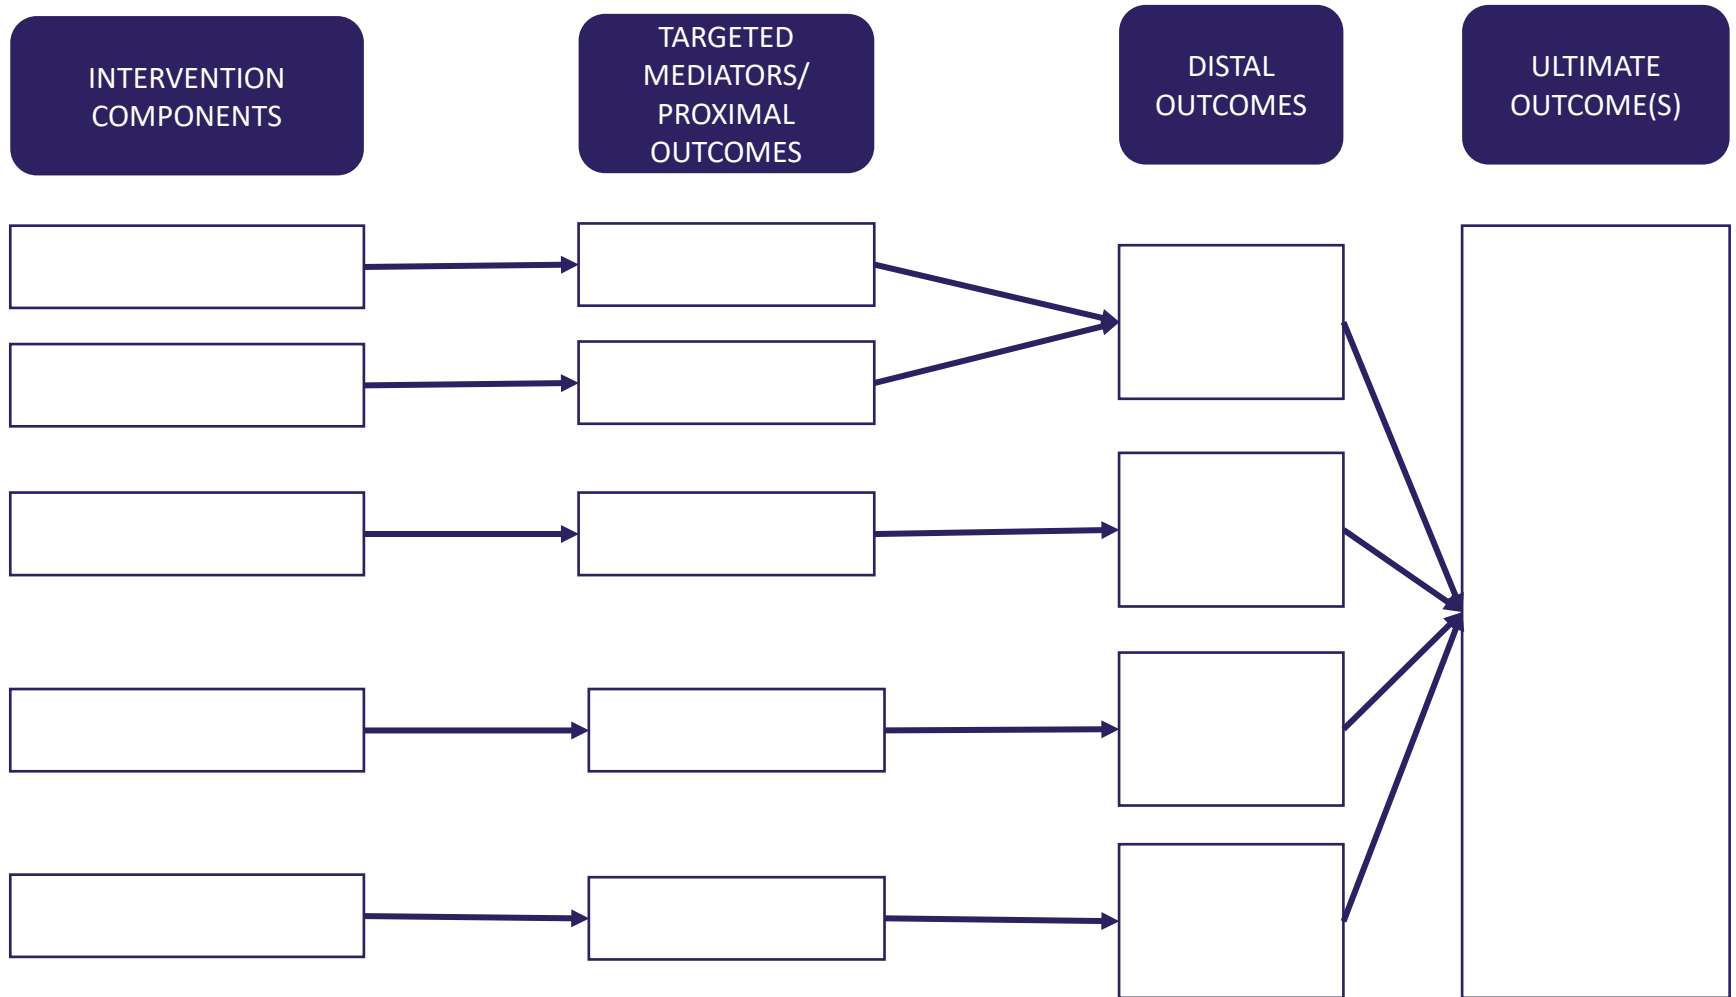 INTERVENTION
COMPONENTS
TARGETED
MEDIATORS/
PROXIMAL
OUTCOMES
DISTAL
OUTCOMES
ULTIMATE
OUTCOME(S)